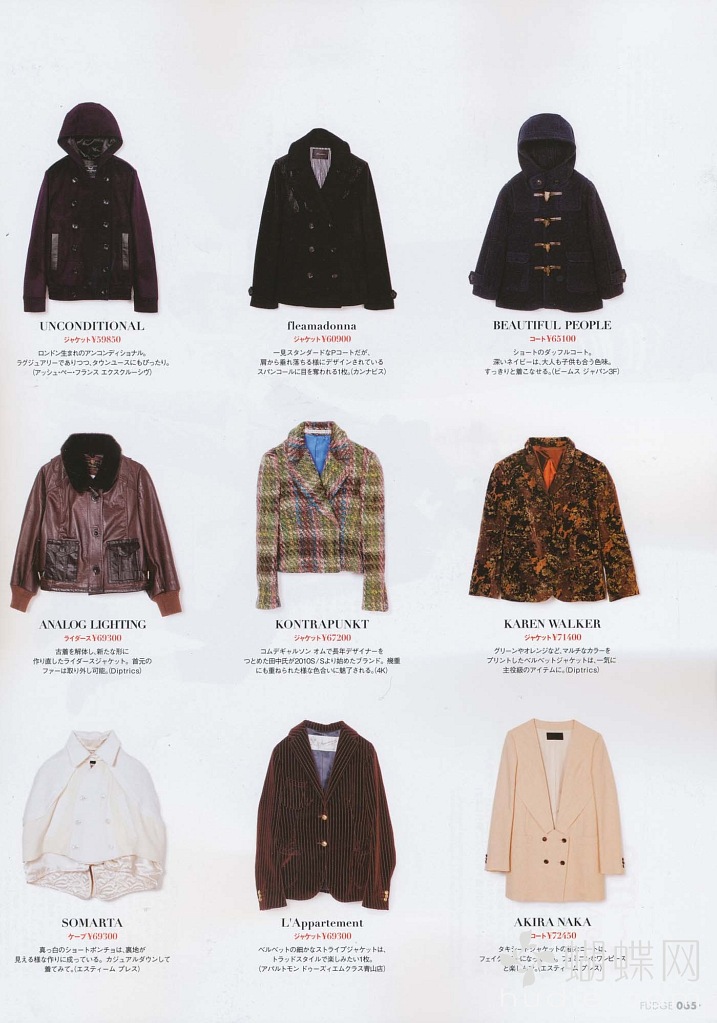 UNCONDITIONAL
ジャケット¥59850
ロンドン生まれのアンコンディショナル。
ラグジュアリーでありつつ、タウンユースにもぴったり。
(アッシュ・ペー・フランス エクスクルーシヴ)
fleamadonna
ジャケット¥60900
一見スタンダードなPコートだが、
肩から垂れ落ちる様にデザインされている
スパンコールに目を奪われる1枚。(カンナビス)
BEAUTIFUL PEOPLE
コート¥65100
ショートのダッフルコート。
深いネイビーは、大人も子供も合う色味。
すっきりと着こなせる。(ビームス ジャパン3F)
ANALOG LIGHTING
ライダース¥69300
古着を解体し、新たな形に
作り直したライダースジャケット。首元の
ファーは取り外し可能。(Diptrics)
KONTRAPUNKT
ジャケット¥67200
コムデギャルソン オムで長年デザイナーを
つとめた田中氏が2010S/Sより始めたブランド。幾重
にも重ねられた様な色合いに魅了される。(4K)
KAREN WALKER
ジャケット¥71400
グリーンやオレンジなど、マルチなカラーを
プリントしたベルベットジャケットは、一気に
主役級のアイテムに。(Diptrics)
SOMARTA
ケープ¥69300
真っ白のショートポンチョは、裏地が
見える様な作りに成っている。カジュアルダウンして
着てみて。(エスティーム プレス)
L'Appartement
ジャケット¥69300
ベルベットの細かなストライプジャケットは、
トラッドスタイルで楽しみたい1枚。
(アパルトモン ドゥーズィエムクラス青山店)
AKIRA NAKA
コート¥72450
タキシードジャケットの
フェイク
と楽し
(エスティーム プレス)
蝴蝶网
FUDGE 065